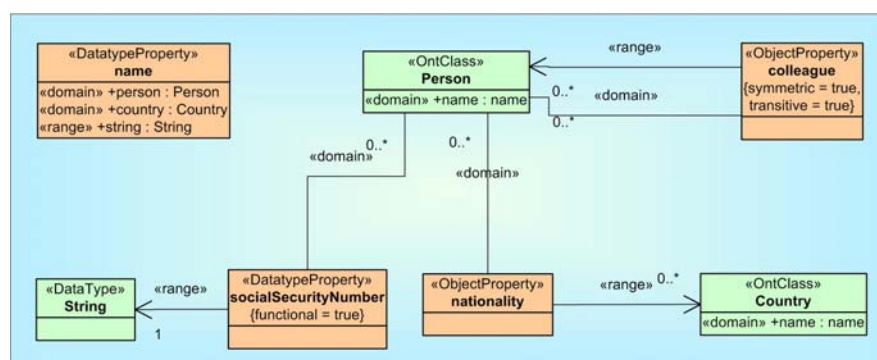 «DatatypeProperty»
name
«domain» +person : Person
«domain» +country : Country
«range» +string : String
«OntClass»
Person
«domain» +name : name
«range»
0..*
«domain»
0..*
«ObjectProperty»
colleague
{symmetric = true,
transitive = true}
0..*
«domain»
0..*
«domain»
«DataType»
String
«range»
1
«DatatypeProperty»
socialSecurityNumber
{functional = true}
«ObjectProperty»
nationality
«range»
0..*
«OntClass»
Country
«domain» +name : name